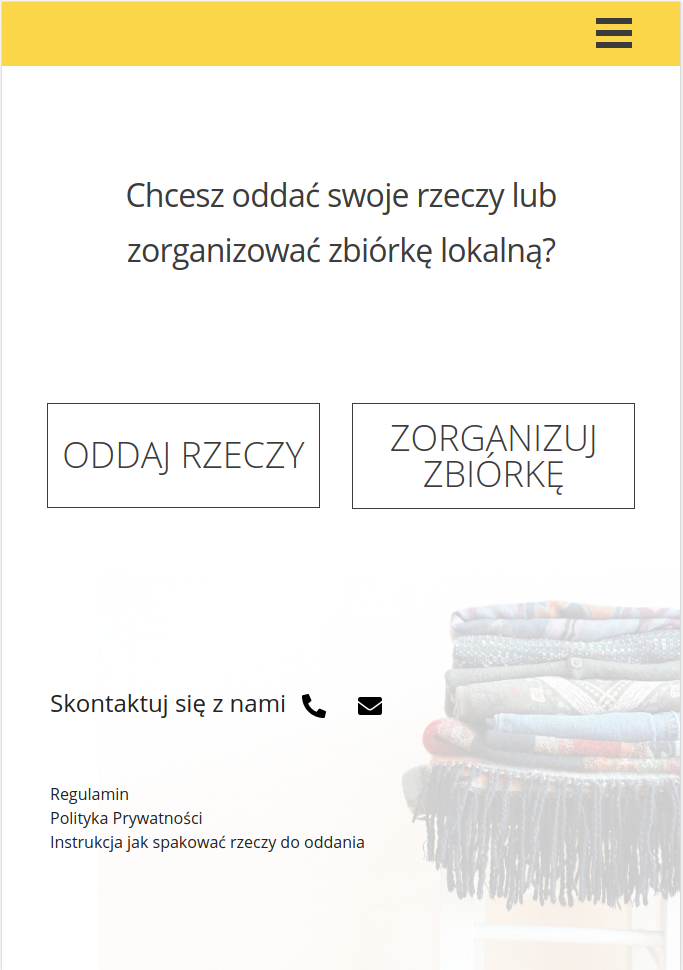 Chcesz oddać swoje rzeczy lub
zorganizować zbiórkę lokalną?
ODDAJ RZECZY
ZORGANIZUJ
ZBIÓRKĘ
Skontaktuj się z nami
Regulamin
Polityka Prywatności
Instrukcja jak spakować rzeczy do oddania